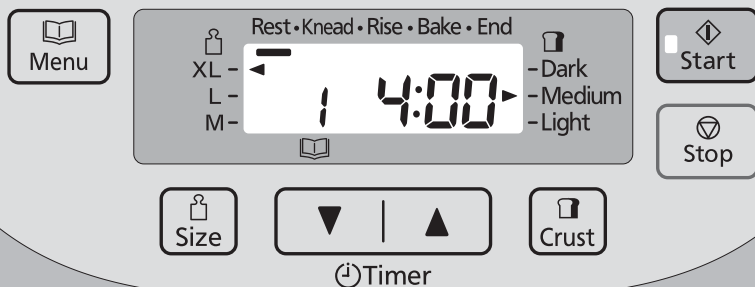 Menu
Rest • Knead • Rise • Bake • End
XL
L
M
1 4:00
Dark
Medium
Light
Start
Stop
Size
Timer
Crust